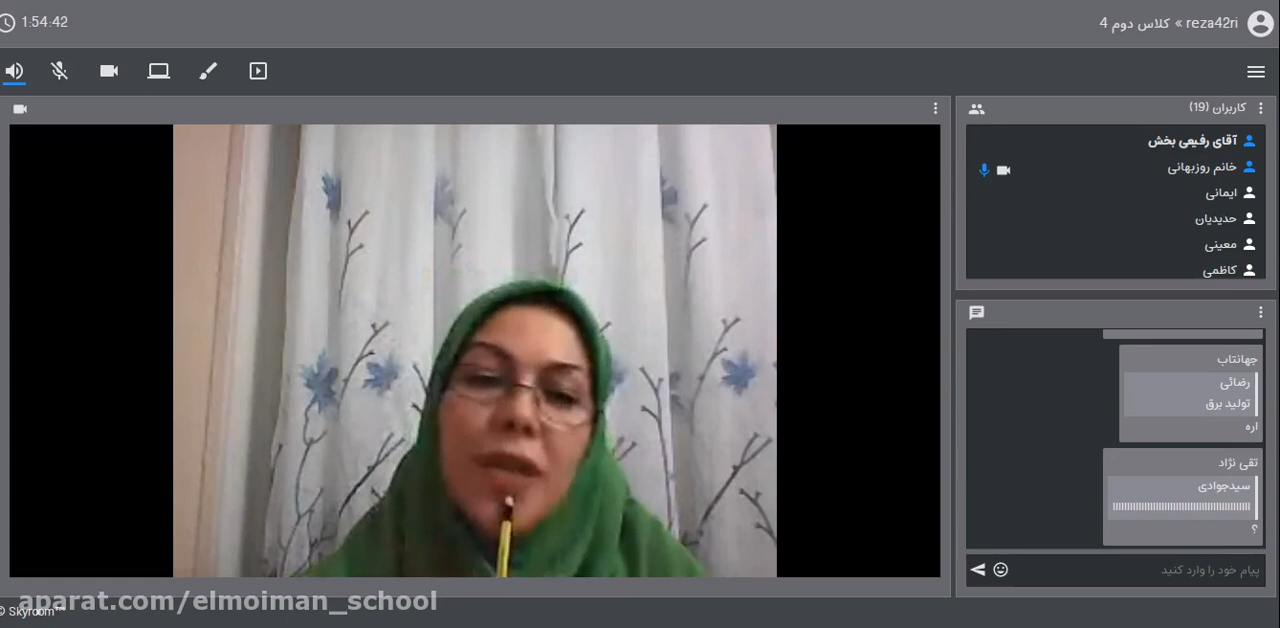 1:54:42
reza42ri » کلاس دوم 4
کاربران (19)
آقای رفیعی بخش
خانم روزبهانی
ایمانی
حدیدیان
معینی
کاظمی
جهانتاب
رضائی
تولید برق
اره
تقی نژاد
سیدجوادی
؟
پیام خود را وارد کنید
© Skyroom™
aparat.com/elmoiman_school